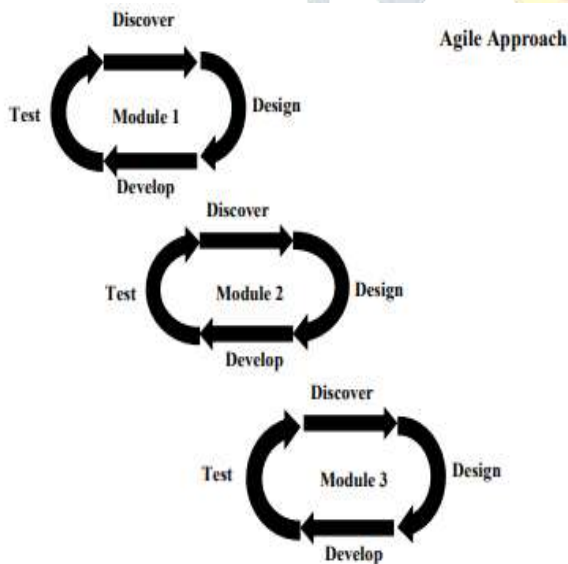 Discover
Agile Approach
Test
Module 1
Design
Develop
Discover
Test
Module 2
Design
Develop
Discover
Test
Module 3
Design
Develop